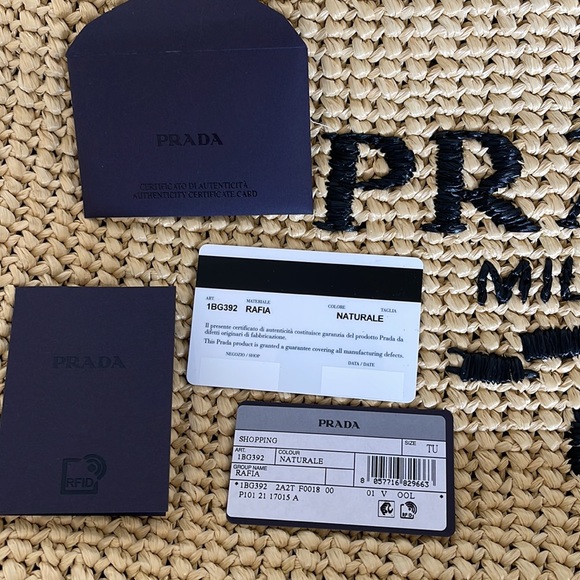 PRADA
CERTIFICATO DI AUTENTICITÀ
AUTHENTICITY CERTIFICATE CARD
PRA
MIL
ART. MATERIALE COLORE TAGLIA
1BG392 RAFIA NATURALE
Il presente certificato di autenticità costituisce garanzia del prodotto Prada da
difetti originari di fabbricazione.
This Prada product is granted a guarantee covering all manufacturing defects.
NEGOZIO / SHOP DATA / DATE
PRADA
RFID
PRADA
SHOPPING SIZE TU
ART. COLOUR
1BG392 NATURALE
GROUP NAME
RAFIA
8 057716 829663
*1BG392 2A2T F0018 00 01 V OOL
P101 21 17015 A
RFID